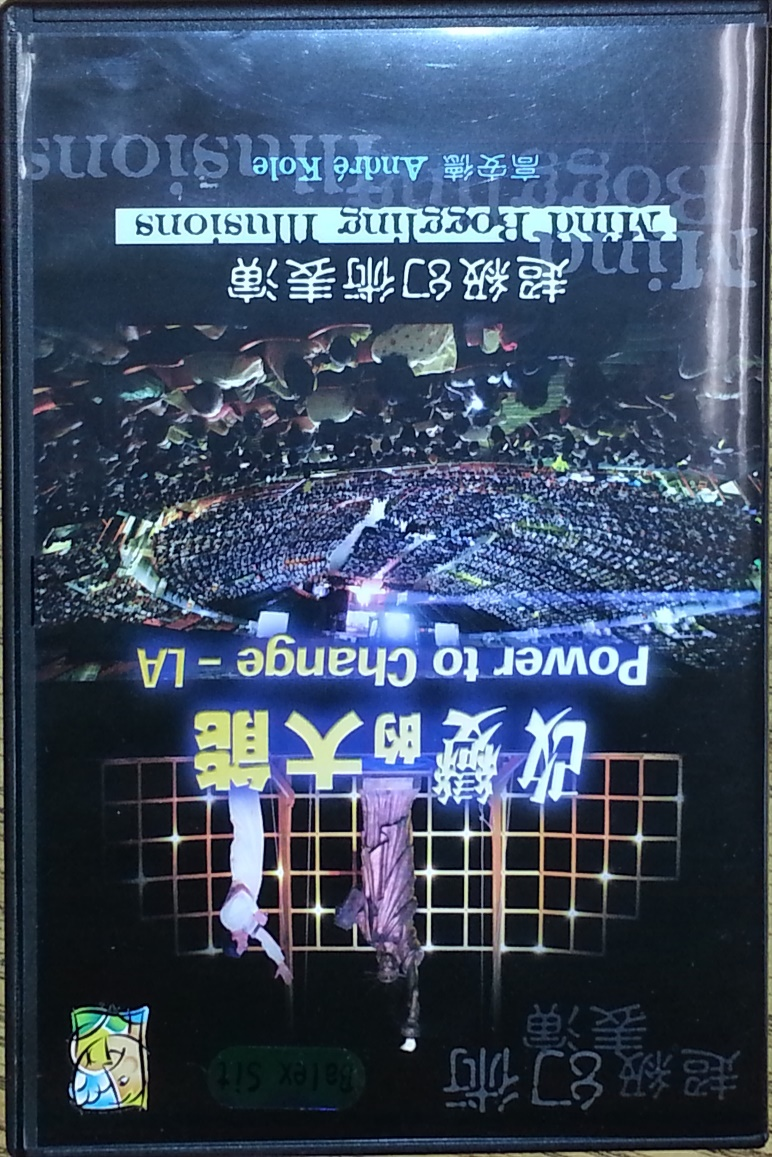 超級幻術
表演
Balex Sit
改變的大能
Power to Change – LA
超級幻術表演
Mind Boggling Illusions
高安德 André Kole
Mind
Boggling
Illusions